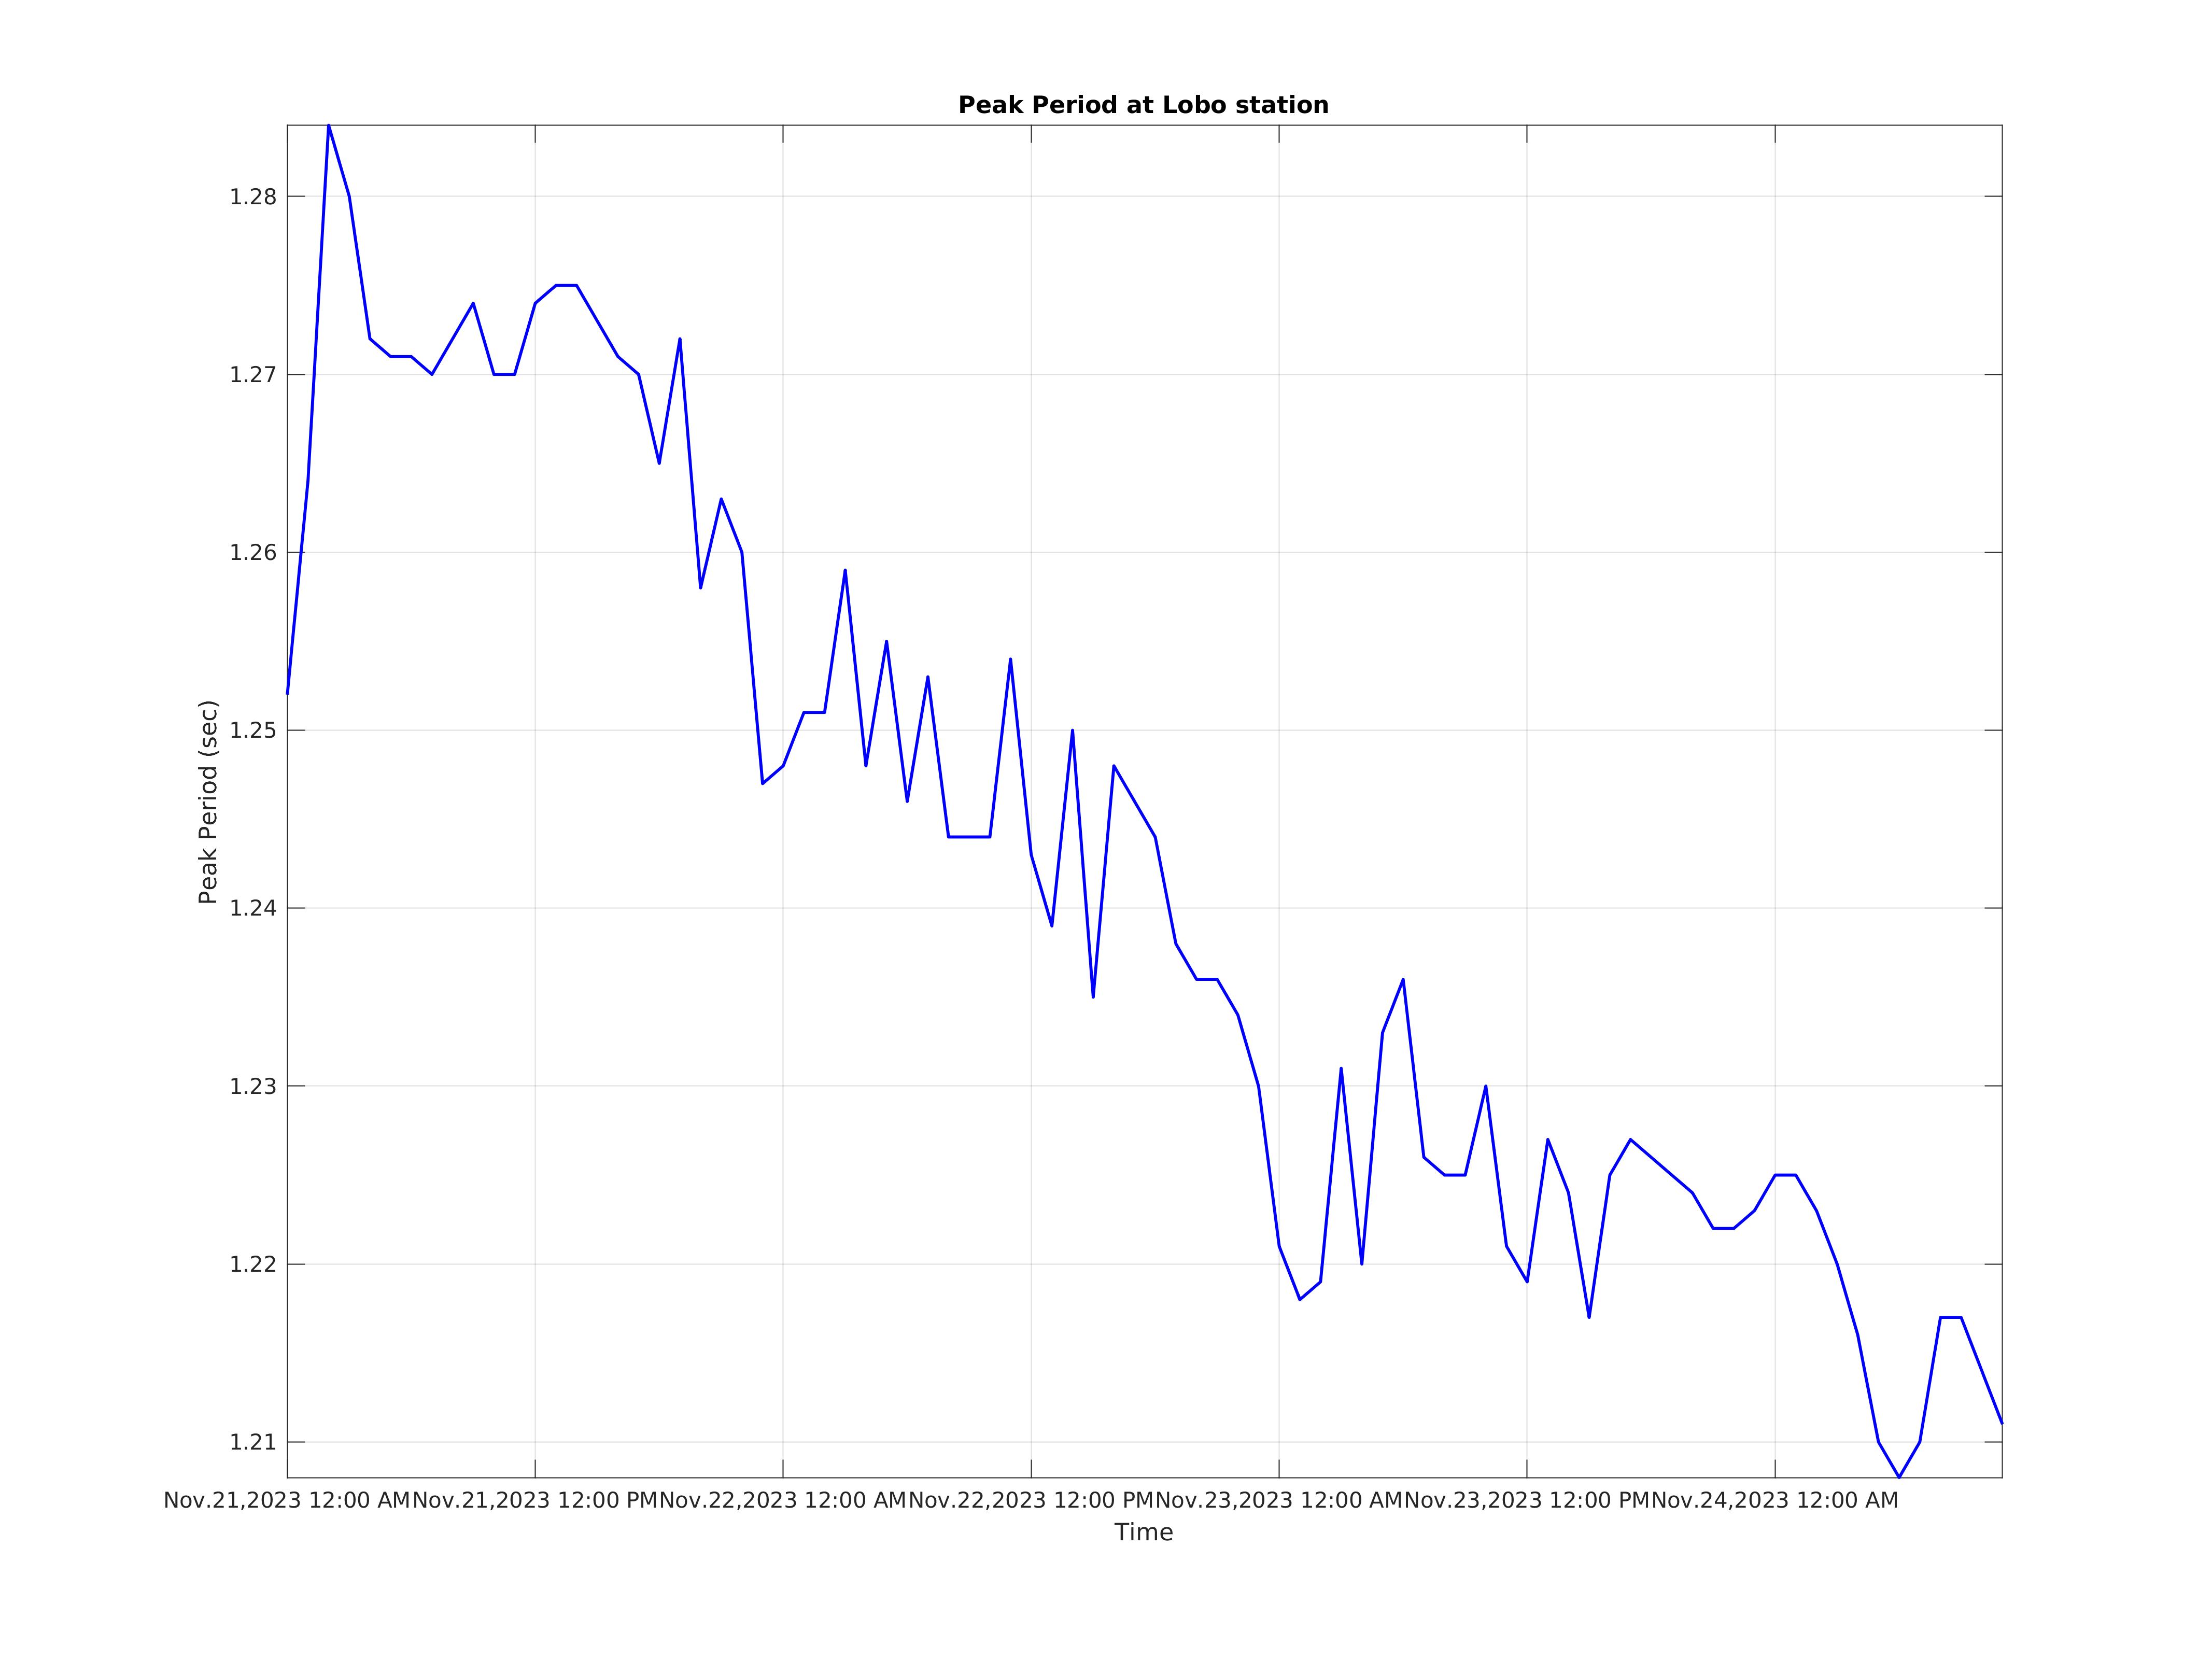 Peak Period at Lobo station
1.28
1.27
1.26
1.25
1.24
1.23
1.22
1.21
Peak Period (sec)
Nov.21,2023 12:00 AM Nov.21,2023 12:00 PM Nov.22,2023 12:00 AM Nov.22,2023 12:00 PM Nov.23,2023 12:00 AM Nov.23,2023 12:00 PM Nov.24,2023 12:00 AM
Time